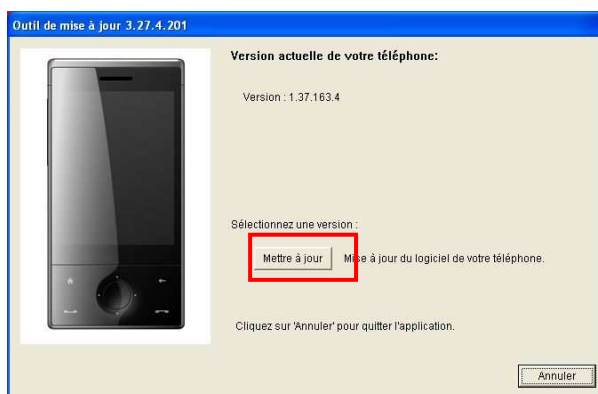 Outil de mise à jour 3.27.4.201
Version actuelle de votre téléphone:
Version : 1.37.163.4
Sélectionnez une version :
Mettre à jour Mise à jour du logiciel de votre téléphone.
Cliquez sur 'Annuler' pour quitter l'application.
Annuler